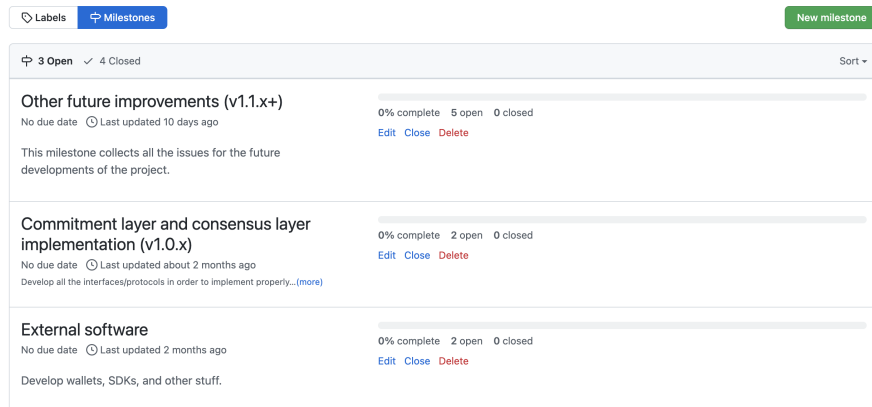 Labels Milestones New milestone
3 Open 4 Closed Sort
Other future improvements (v1.1.x+)
No due date Last updated 10 days ago
This milestone collects all the issues for the future
developments of the project.
0% complete 5 open 0 closed
Edit Close Delete
Commitment layer and consensus layer
implementation (v1.0.x)
No due date Last updated about 2 months ago
Develop all the interfaces/protocols in order to implement properly...(more)
0% complete 2 open 0 closed
Edit Close Delete
External software
No due date Last updated 2 months ago
Develop wallets, SDKs, and other stuff.
0% complete 2 open 0 closed
Edit Close Delete